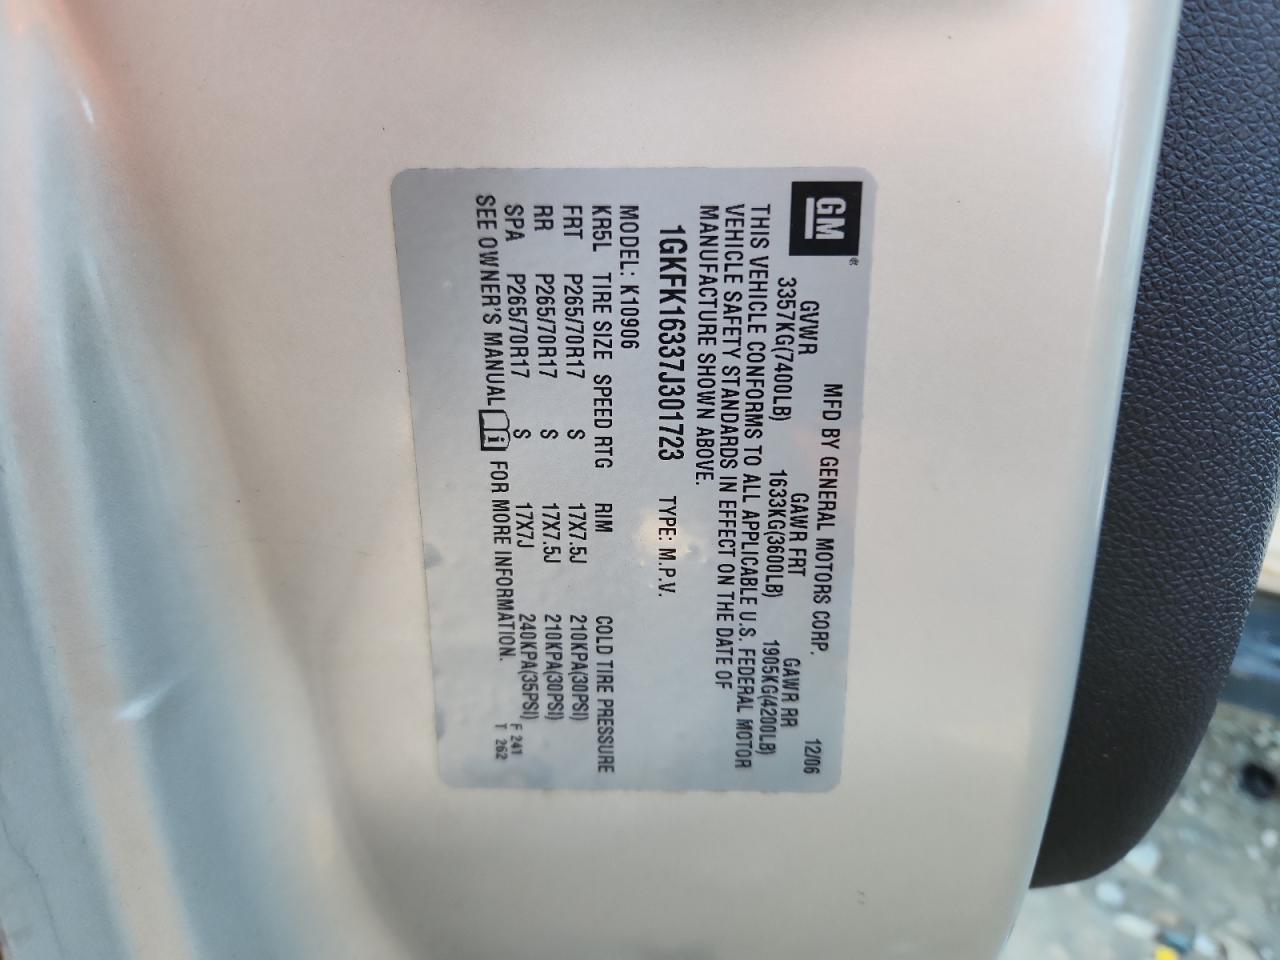 GM
MFD BY GENERAL MOTORS CORP. 12/06
GVWR GAWR FRT GAWR RR
3357KG(7400LB) 1633KG(3600LB) 1905KG(4200LB)
THIS VEHICLE CONFORMS TO ALL APPLICABLE U.S. FEDERAL MOTOR
VEHICLE SAFETY STANDARDS IN EFFECT ON THE DATE OF
MANUFACTURE SHOWN ABOVE.
1GKFK16337J301723 TYPE: M.P.V.
MODEL: K10906
KR5L TIRE SIZE SPEED RTG RIM COLD TIRE PRESSURE
FRT P265/70R17 S 17X7.5J 210KPA(30PSI)
RR P265/70R17 S 17X7.5J 210KPA(30PSI)
SPA P265/70R17 S 17X7J 240KPA(35PSI)
SEE OWNER'S MANUAL FOR MORE INFORMATION.
F 241
T 262